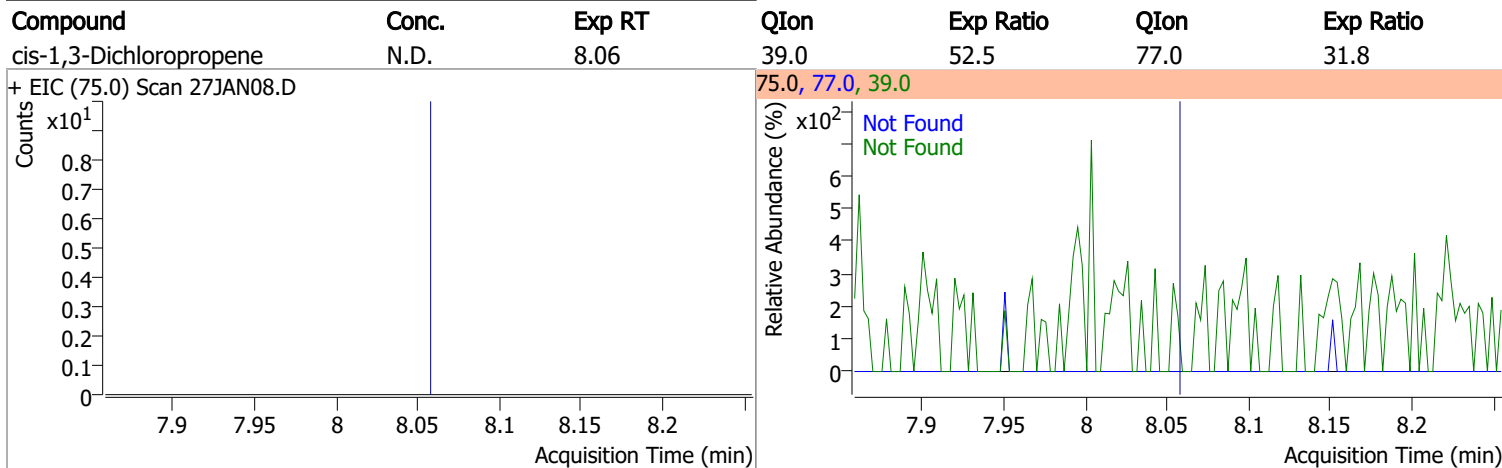 Compound Conc. Exp RT QIon Exp Ratio QIon Exp Ratio
cis-1,3-Dichloropropene N.D. 8.06 39.0 52.5 77.0 31.8
+ EIC (75.0) Scan 27JAN08.D
Counts
x10¹
0.8
0.7
0.6
0.5
0.4
0.3
0.2
0.1
0
7.9 7.95 8 8.05 8.1 8.15 8.2
Acquisition Time (min)
75.0, 77.0, 39.0
Relative Abundance (%)
x10²
Not Found
Not Found
6
5
4
3
2
1
0
7.9 7.95 8 8.05 8.1 8.15 8.2
Acquisition Time (min)